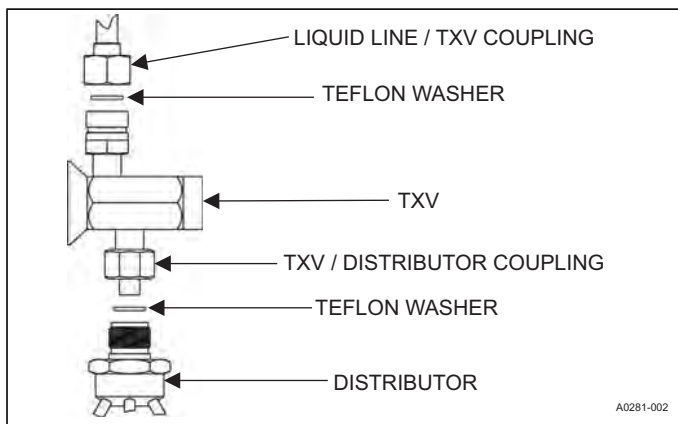 LIQUID LINE / TXV COUPLING
TEFLON WASHER
TXV
TXV / DISTRIBUTOR COUPLING
TEFLON WASHER
DISTRIBUTOR
A0281-002